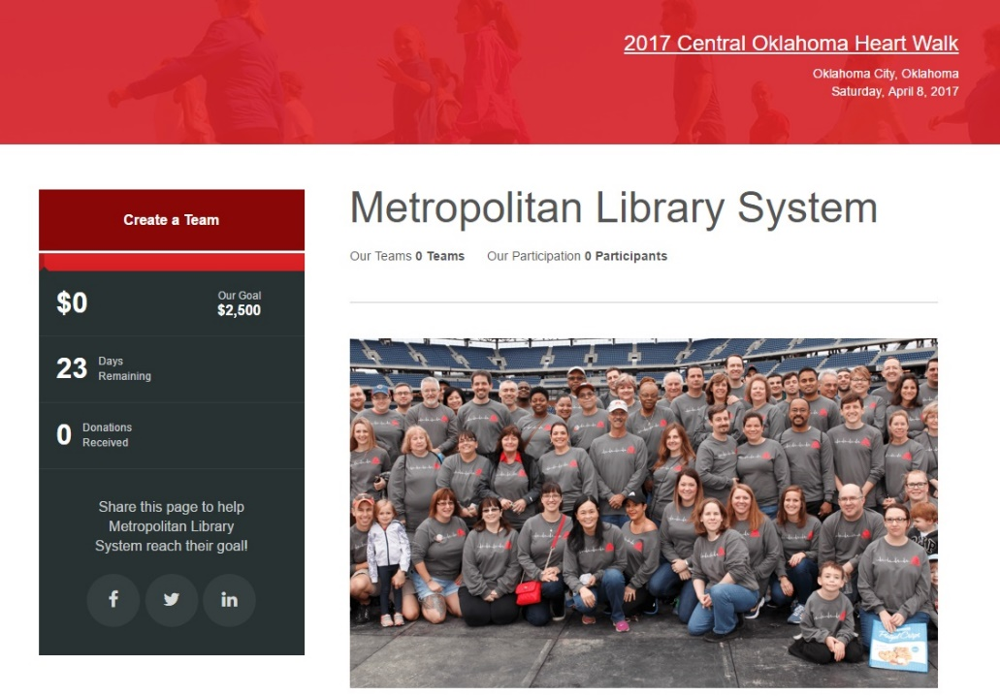 2017 Central Oklahoma Heart Walk
Oklahoma City, Oklahoma
Saturday, April 8, 2017
Create a Team
$0
Our Goal
$2,500
23 Days
Remaining
0 Donations
Received
Share this page to help
Metropolitan Library
System reach their goal!
Metropolitan Library System
Our Teams 0 Teams Our Participation 0 Participants